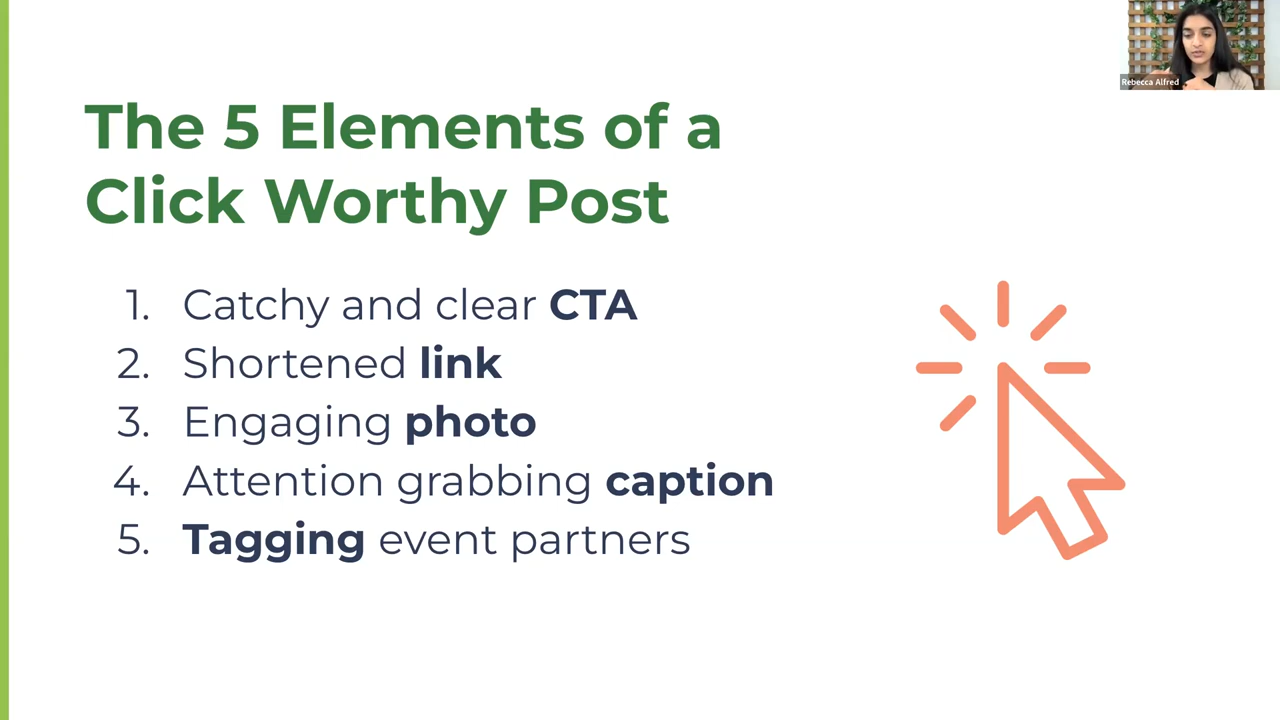 Rebecca Alfred
The 5 Elements of a
Click Worthy Post
1. Catchy and clear CTA
2. Shortened link
3. Engaging photo
4. Attention grabbing caption
5. Tagging event partners